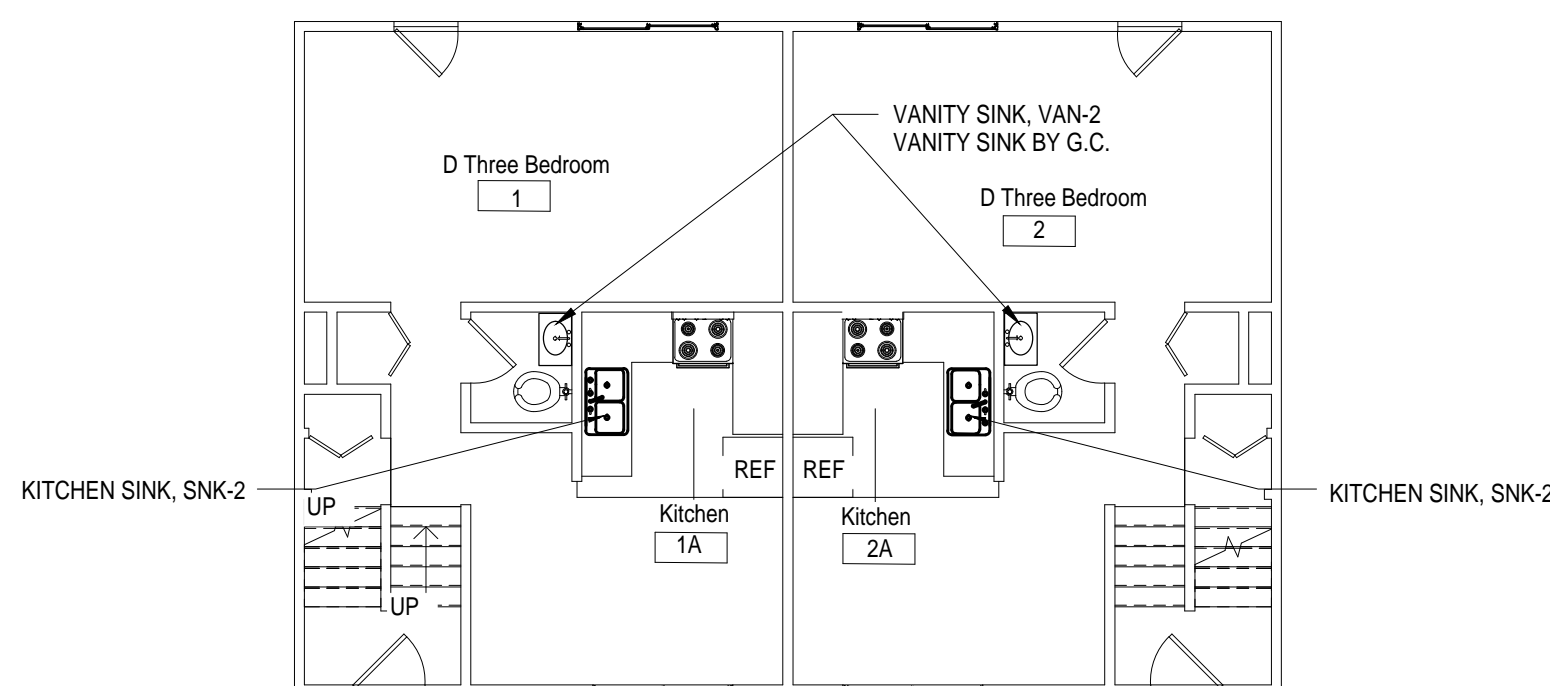 VANITY SINK, VAN-2
VANITY SINK BY G.C.
D Three Bedroom
1
D Three Bedroom
2
REF
REF
KITCHEN SINK, SNK-2
KITCHEN SINK, SNK-2
UP
Kitchen
1A
Kitchen
2A
UP